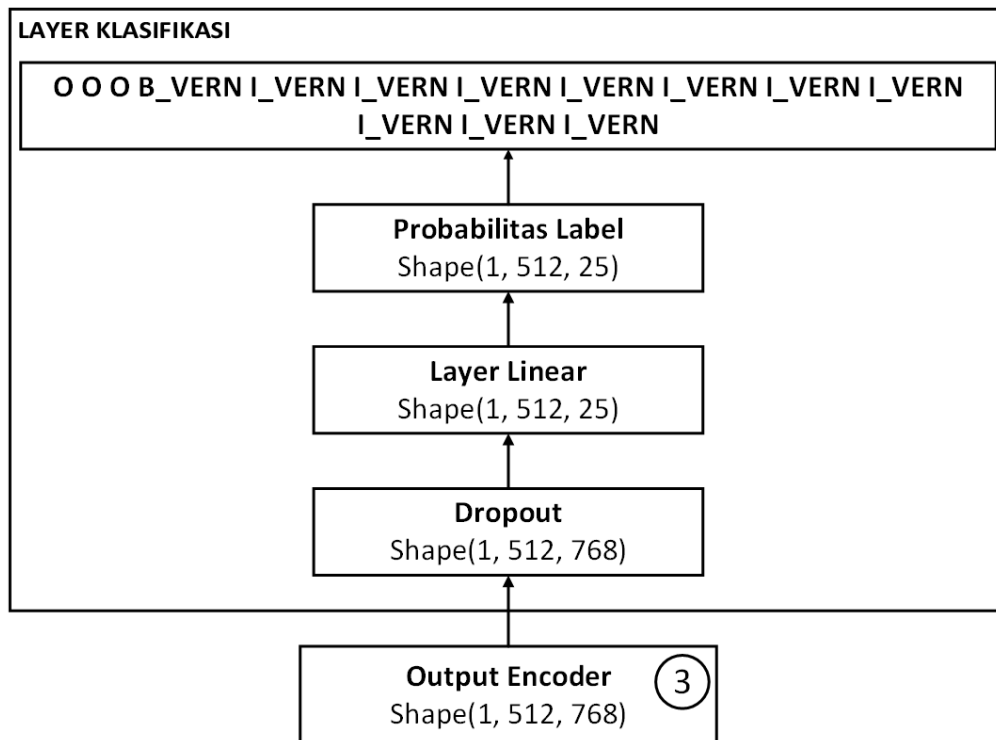 LAYER KLASIFIKASI
O O O B_VERN I_VERN I_VERN I_VERN I_VERN I_VERN I_VERN I_VERN
I_VERN I_VERN I_VERN
Probabilitas Label
Shape(1, 512, 25)
Layer Linear
Shape(1, 512, 25)
Dropout
Shape(1, 512, 768)
Output Encoder
3
Shape(1, 512, 768)